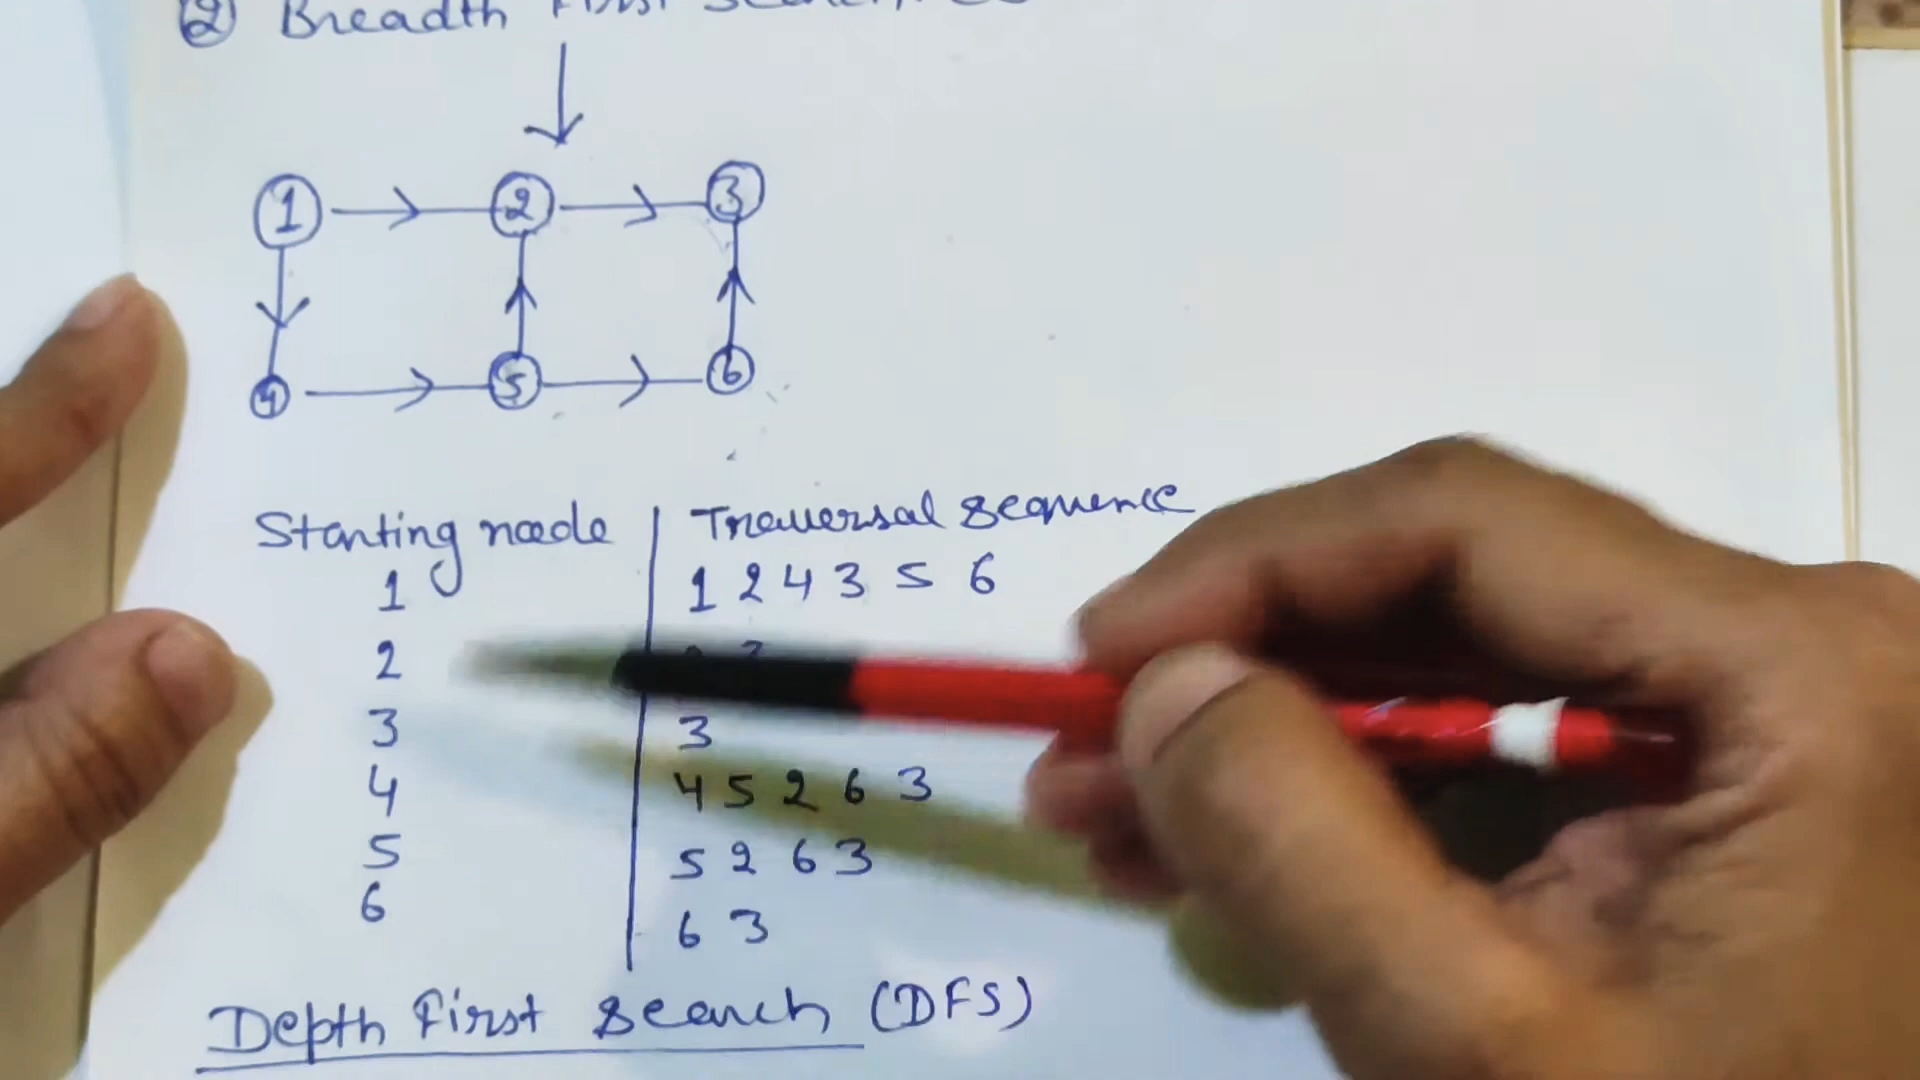 ② Breadth First
1 2 3
4 5 6
Starting node | Traversal sequence
1 | 1 2 4 3 5 6
2
3 | 3
4 | 4 5 2 6 3
5 | 5 2 6 3
6 | 6 3
Depth First Search (DFS)